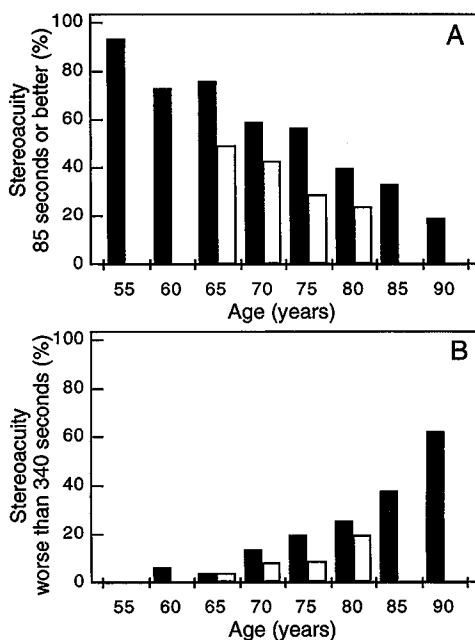 A
Stereoacuity
85 seconds or better (%)
100
80
60
40
20
0
55 60 65 70 75 80 85 90
Age (years)
B
Stereoacuity
worse than 340 seconds (%)
100
80
60
40
20
0
55 60 65 70 75 80 85 90
Age (years)